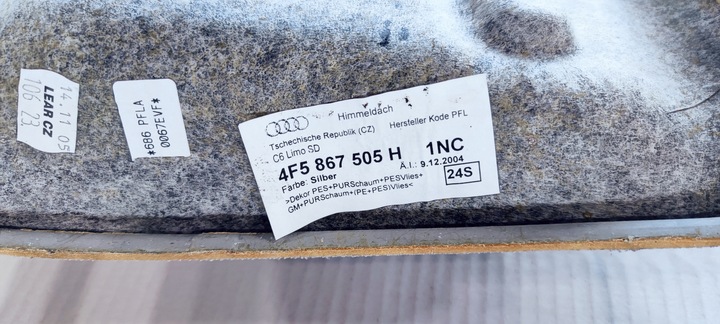 14.11.05
LEAR CZ
106 23
*686 PFLA
0067EVF*
Himmeldach
Tschechische Republik (CZ) Hersteller Kode PFL
C6 Limo SD
4F5 867 505 H 1NC
Farbe: Silber Ä.I.: 9.12.2004
24S
>Dekor PES+PURSchaum+PESVlies+
GM+PURSchaum+(PE+PES)Vlies<